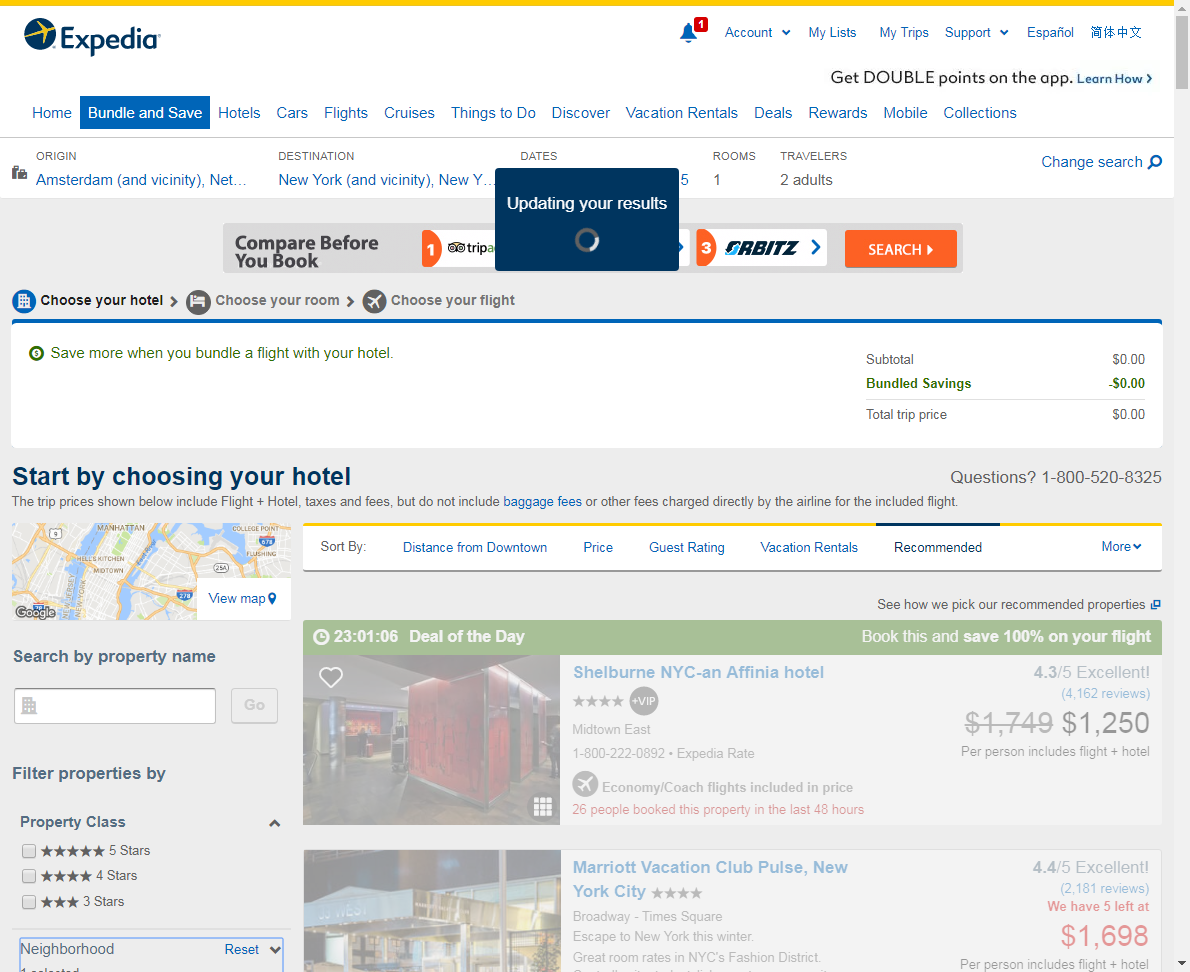 Expedia
1
Account
My Lists
My Trips
Support
Español
简体中文
Get DOUBLE points on the app. Learn How
Home
Bundle and Save
Hotels
Cars
Flights
Cruises
Things to Do
Discover
Vacation Rentals
Deals
Rewards
Mobile
Collections
ORIGIN
DESTINATION
DATES
ROOMS
TRAVELERS
Amsterdam (and vicinity), Net...
New York (and vicinity), New Y...
5
1
2 adults
Change search
Updating your results
Compare Before
You Book
1
3
ORBITZ
SEARCH
Choose your hotel
Choose your room
Choose your flight
Save more when you bundle a flight with your hotel.
Subtotal $0.00
Bundled Savings -$0.00
Total trip price $0.00
Start by choosing your hotel
Questions? 1-800-520-8325
The trip prices shown below include Flight + Hotel, taxes and fees, but do not include baggage fees or other fees charged directly by the airline for the included flight.
MANHATTAN
COLLEGE POINT
9
678
HELL'S KITCHEN
FLUSHING
MIDTOWN
25A
East River
NEW JERSEY
NEW YORK
278
Google
View map
Sort By:
Distance from Downtown
Price
Guest Rating
Vacation Rentals
Recommended
More
See how we pick our recommended properties
Search by property name
Go
Filter properties by
Property Class
5 Stars
4 Stars
3 Stars
Neighborhood
Reset
1 selected
23:01:06 Deal of the Day
Book this and save 100% on your flight
Shelburne NYC-an Affinia hotel
+VIP
Midtown East
1-800-222-0892 • Expedia Rate
Economy/Coach flights included in price
26 people booked this property in the last 48 hours
4.3/5 Excellent!
(4,162 reviews)
$1,749 $1,250
Per person includes flight + hotel
Marriott Vacation Club Pulse, New
York City
Broadway - Times Square
Escape to New York this winter.
Great room rates in NYC's Fashion District.
4.4/5 Excellent!
(2,181 reviews)
We have 5 left at
$1,698
Per person includes flight + hotel